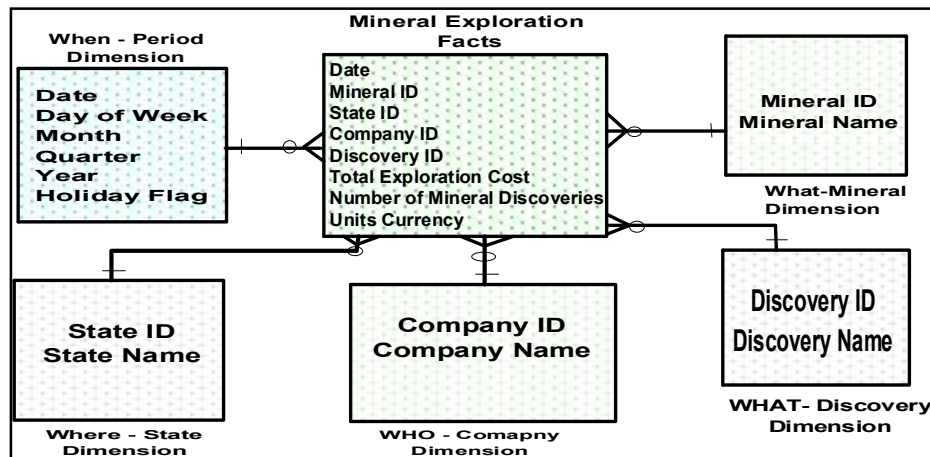 When - Period
Dimension
Date
Day of Week
Month
Quarter
Year
Holiday Flag
Mineral Exploration
Facts
Date
Mineral ID
State ID
Company ID
Discovery ID
Total Exploration Cost
Number of Mineral Discoveries
Units Currency
Mineral ID
Mineral Name
What-Mineral
Dimension
State ID
State Name
Where - State
Dimension
Company ID
Company Name
WHO - Comapny
Dimension
Discovery ID
Discovery Name
WHAT- Discovery
Dimension